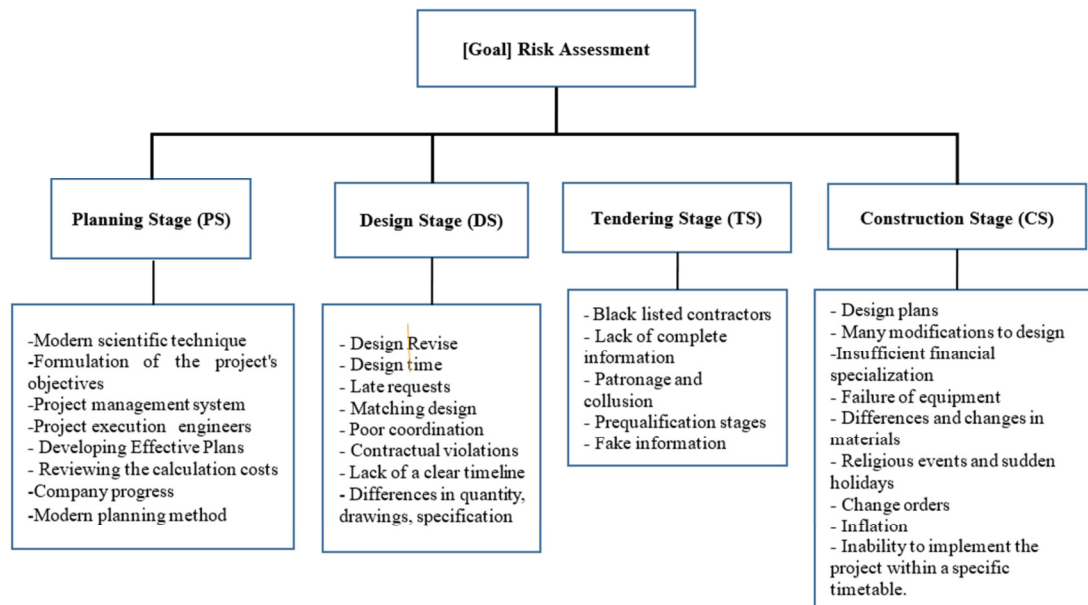 [Goal] Risk Assessment
Planning Stage (PS)
Design Stage (DS)
Tendering Stage (TS)
Construction Stage (CS)
-Modern scientific technique
-Formulation of the project's
objectives
-Project management system
-Project execution engineers
- Developing Effective Plans
- Reviewing the calculation costs
-Company progress
-Modern planning method
- Design Revise
- Design time
- Late requests
- Matching design
- Poor coordination
- Contractual violations
- Lack of a clear timeline
- Differences in quantity,
drawings, specification
- Black listed contractors
- Lack of complete
information
- Patronage and
collusion
- Prequalification stages
- Fake information
- Design plans
- Many modifications to design
-Insufficient financial
specialization
- Failure of equipment
- Differences and changes in
materials
- Religious events and sudden
holidays
- Change orders
- Inflation
- Inability to implement the
project within a specific
timetable.